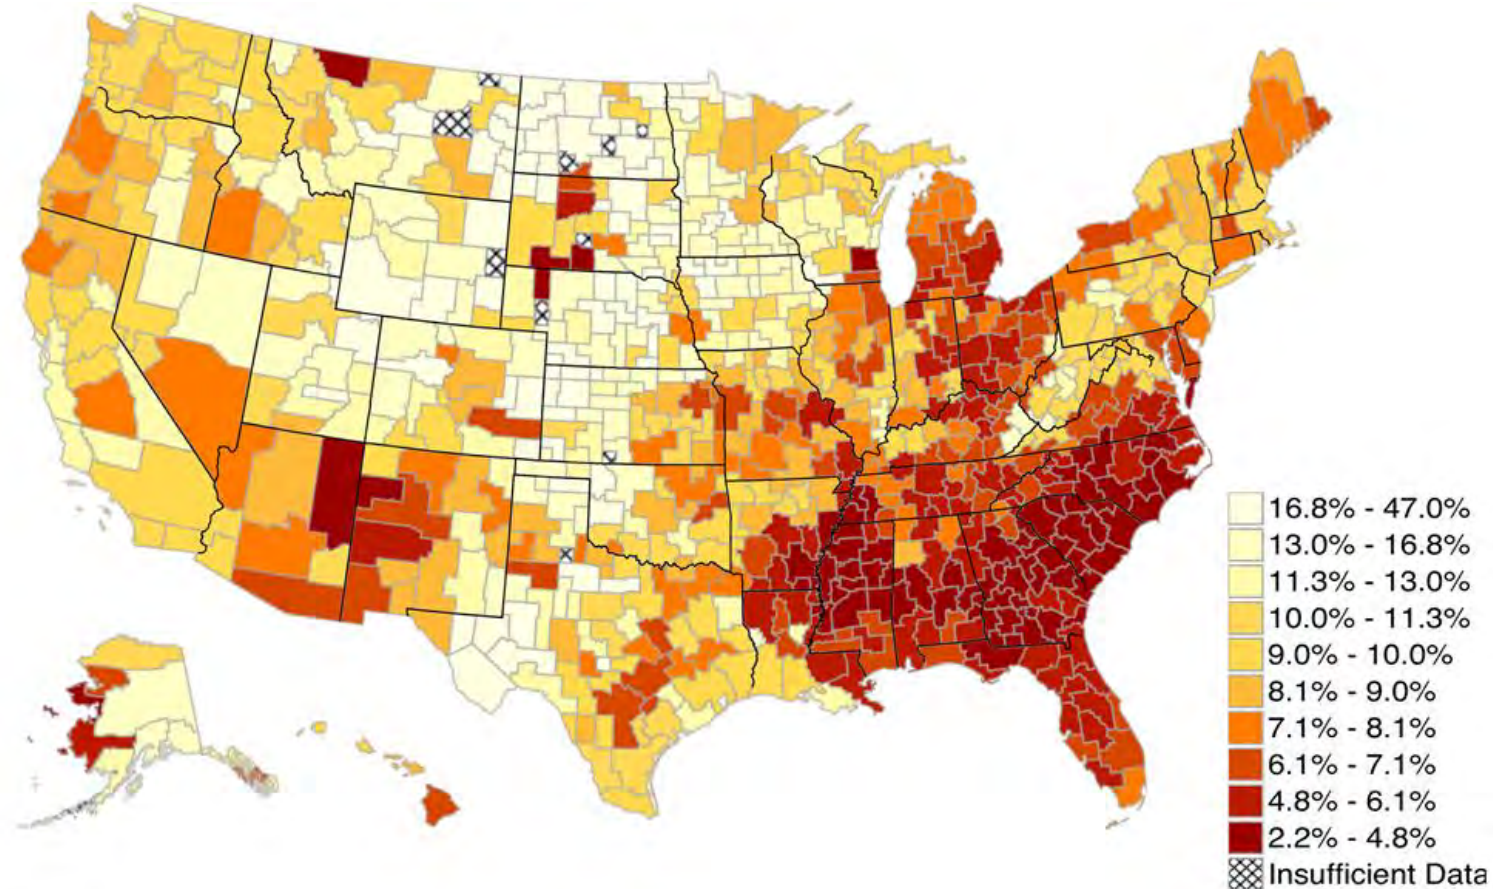 16.8% - 47.0%
13.0% - 16.8%
11.3% - 13.0%
10.0% - 11.3%
9.0% - 10.0%
8.1% - 9.0%
7.1% - 8.1%
6.1% - 7.1%
4.8% - 6.1%
2.2% - 4.8%
Insufficient Data